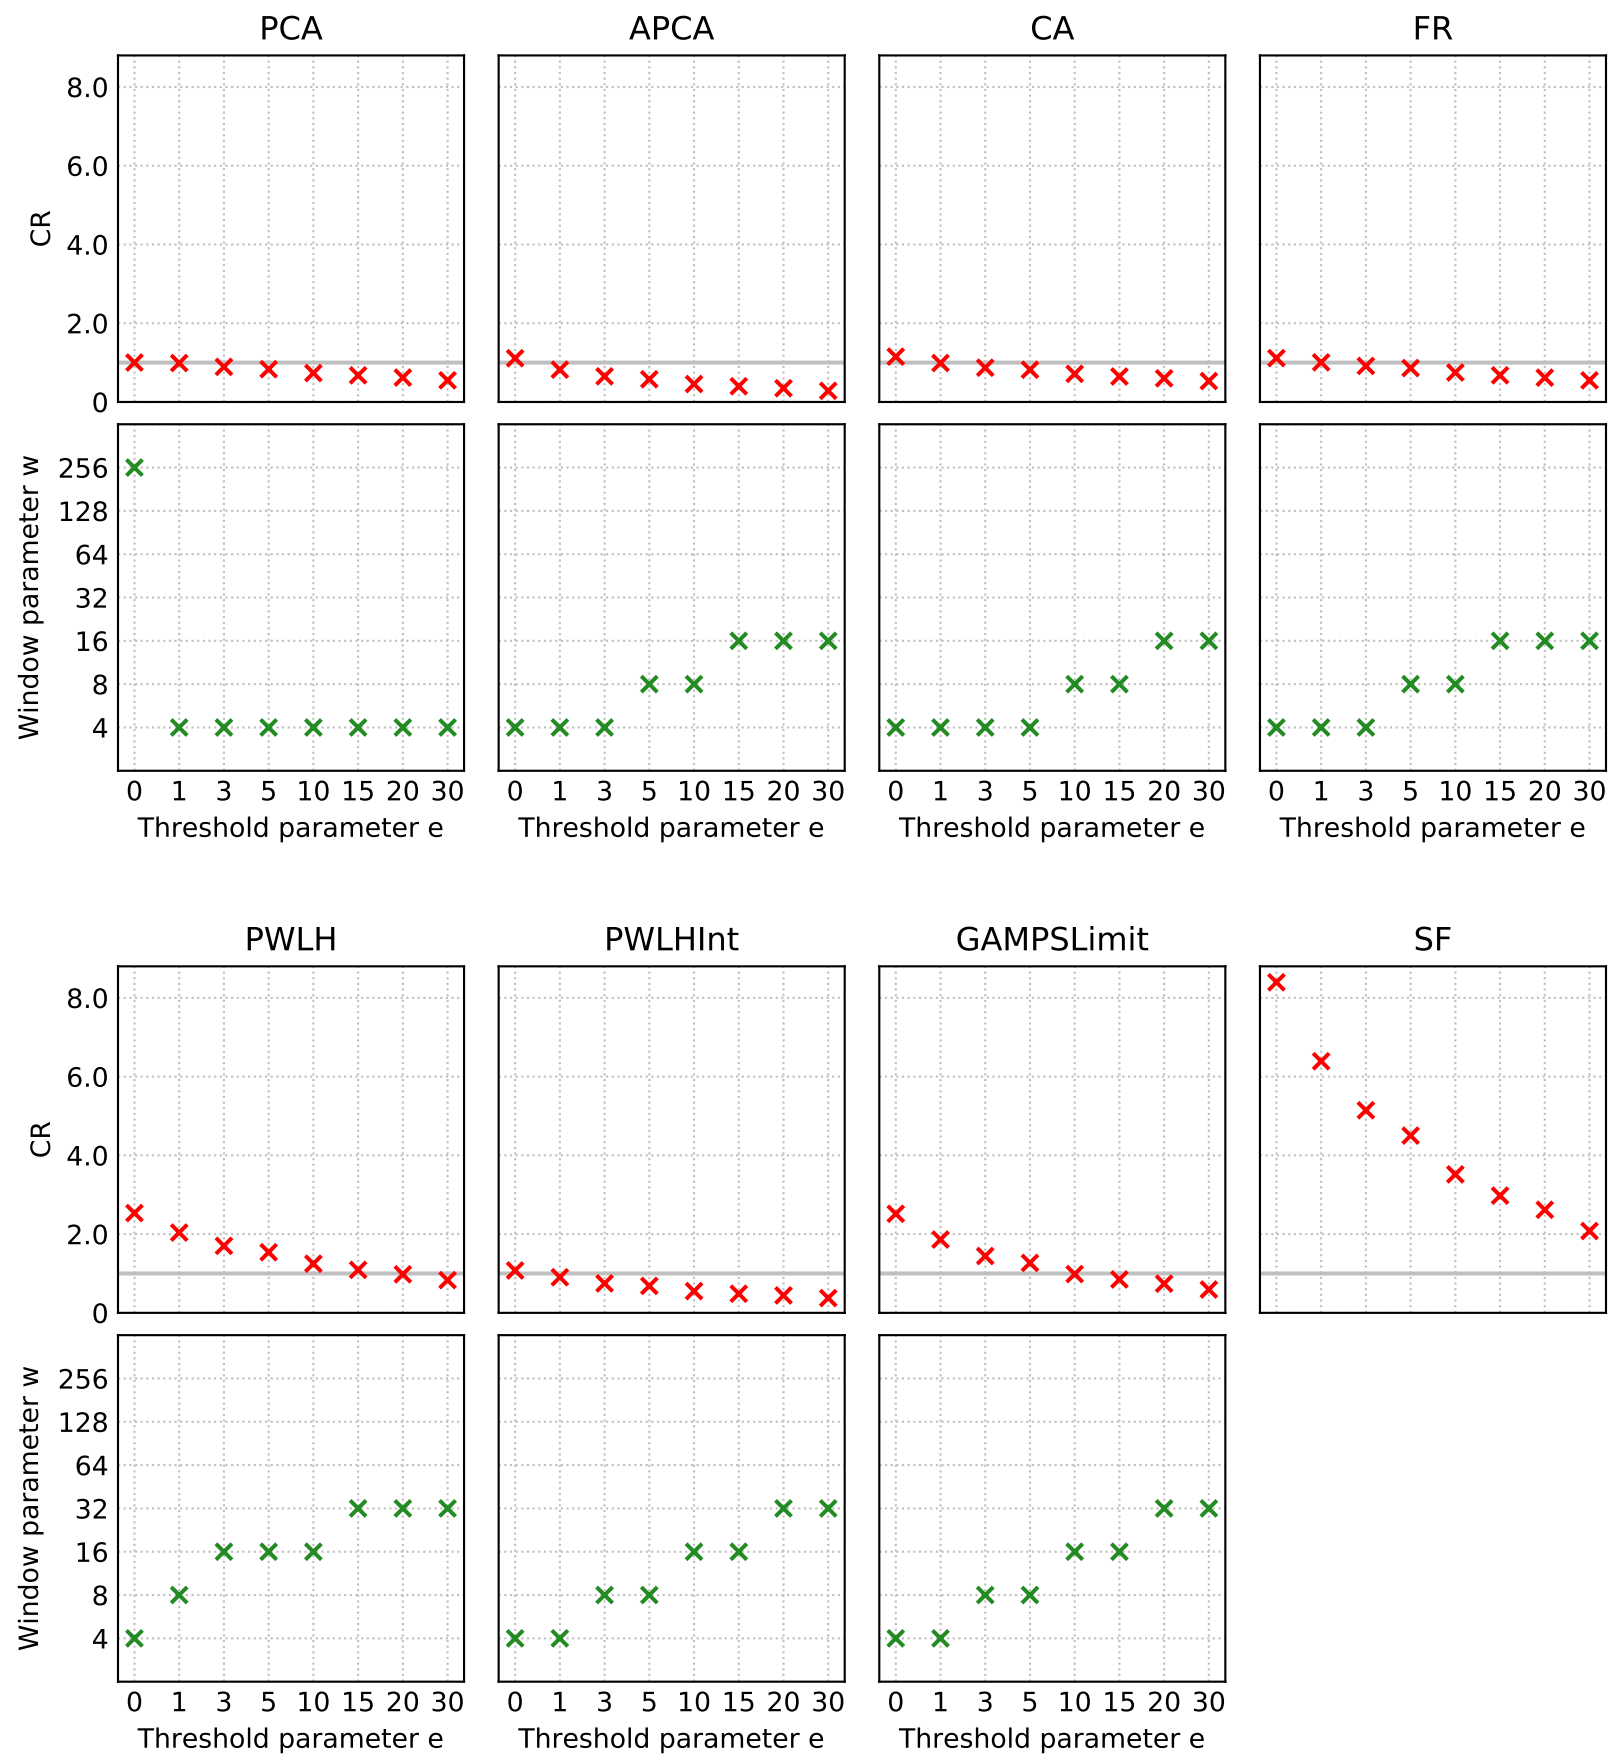 PCA APCA CA FR
8.0
6.0
CR
4.0
2.0
0
Window parameter w
256
128
64
32
16
8
4
0 1 3 5 10 15 20 30 0 1 3 5 10 15 20 30 0 1 3 5 10 15 20 30 0 1 3 5 10 15 20 30
Threshold parameter e Threshold parameter e Threshold parameter e Threshold parameter e
PWLH PWLHInt GAMPSLimit SF
8.0
6.0
CR
4.0
2.0
0
Window parameter w
256
128
64
32
16
8
4
0 1 3 5 10 15 20 30 0 1 3 5 10 15 20 30 0 1 3 5 10 15 20 30
Threshold parameter e Threshold parameter e Threshold parameter e